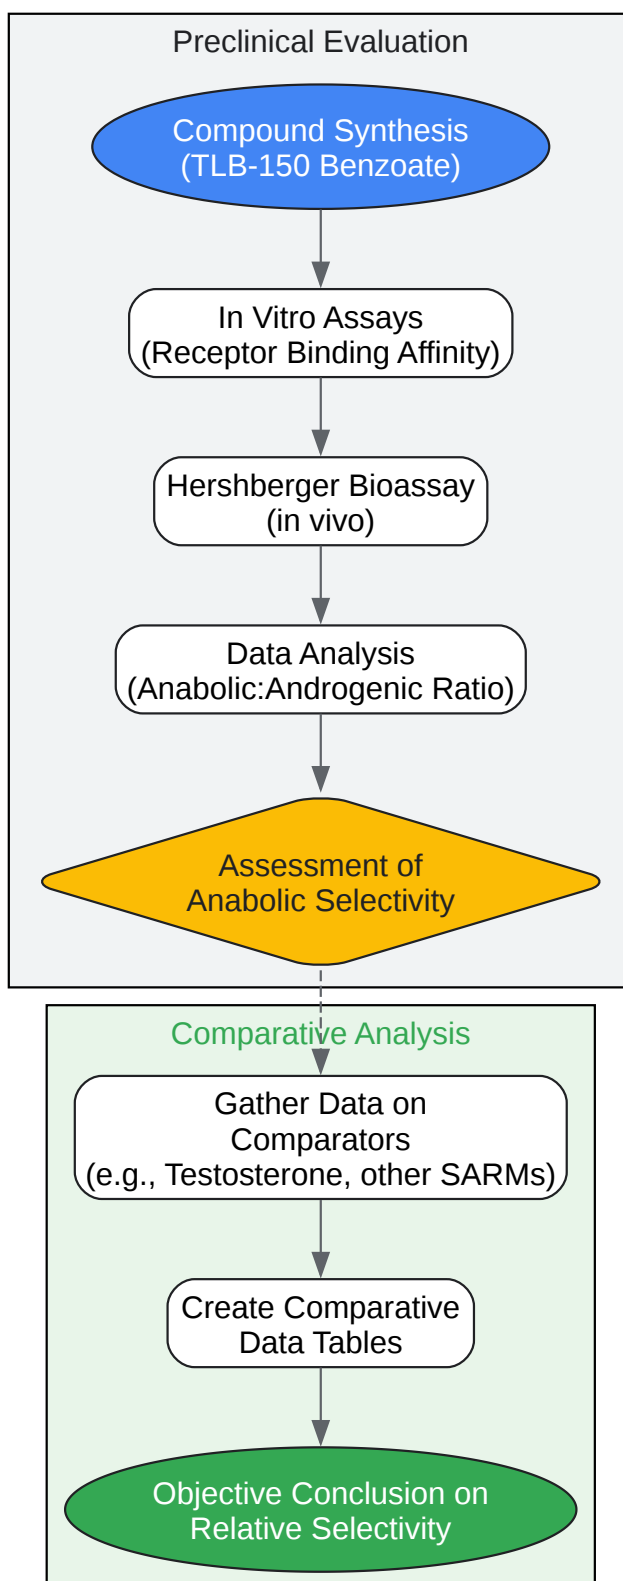 Preclinical Evaluation
Compound Synthesis
(TLB-150 Benzoate)
In Vitro Assays
(Receptor Binding Affinity)
Hershberger Bioassay
(in vivo)
Data Analysis
(Anabolic:Androgenic Ratio)
Assessment of
Anabolic Selectivity
Comparative Analysis
Gather Data on
Comparators
(e.g., Testosterone, other SARMs)
Create Comparative
Data Tables
Objective Conclusion on
Relative Selectivity